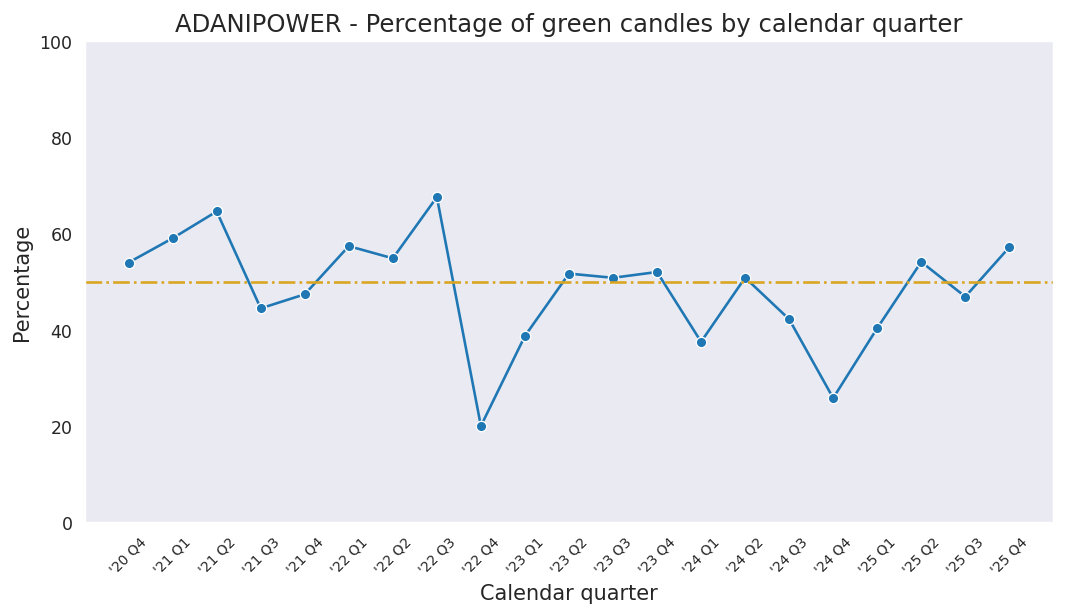 ADANIPOWER - Percentage of green candles by calendar quarter
100
80
60
40
20
0
Percentage
'20 Q4
'21 Q1
'21 Q2
'21 Q3
'21 Q4
'22 Q1
'22 Q2
'22 Q3
'22 Q4
'23 Q1
'23 Q2
'23 Q3
'23 Q4
'24 Q1
'24 Q2
'24 Q3
'24 Q4
'25 Q1
'25 Q2
'25 Q3
'25 Q4
Calendar quarter